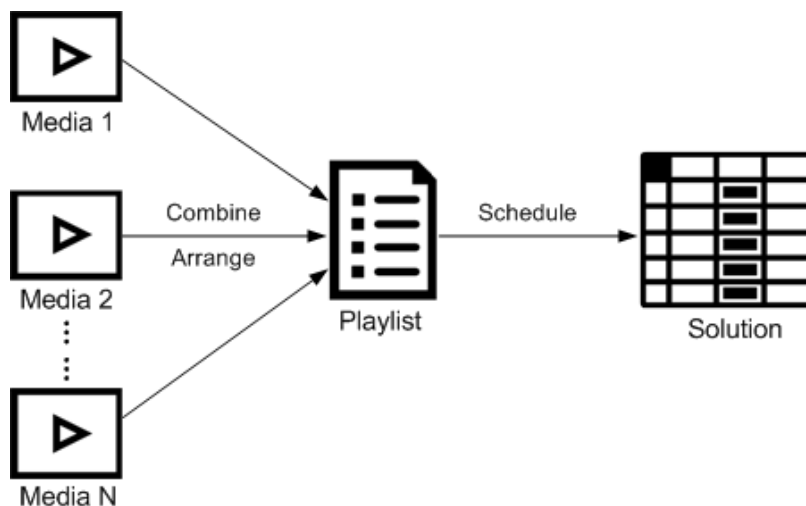 Media 1
Combine
Arrange
Media 2
Schedule
Playlist
Solution
Media N